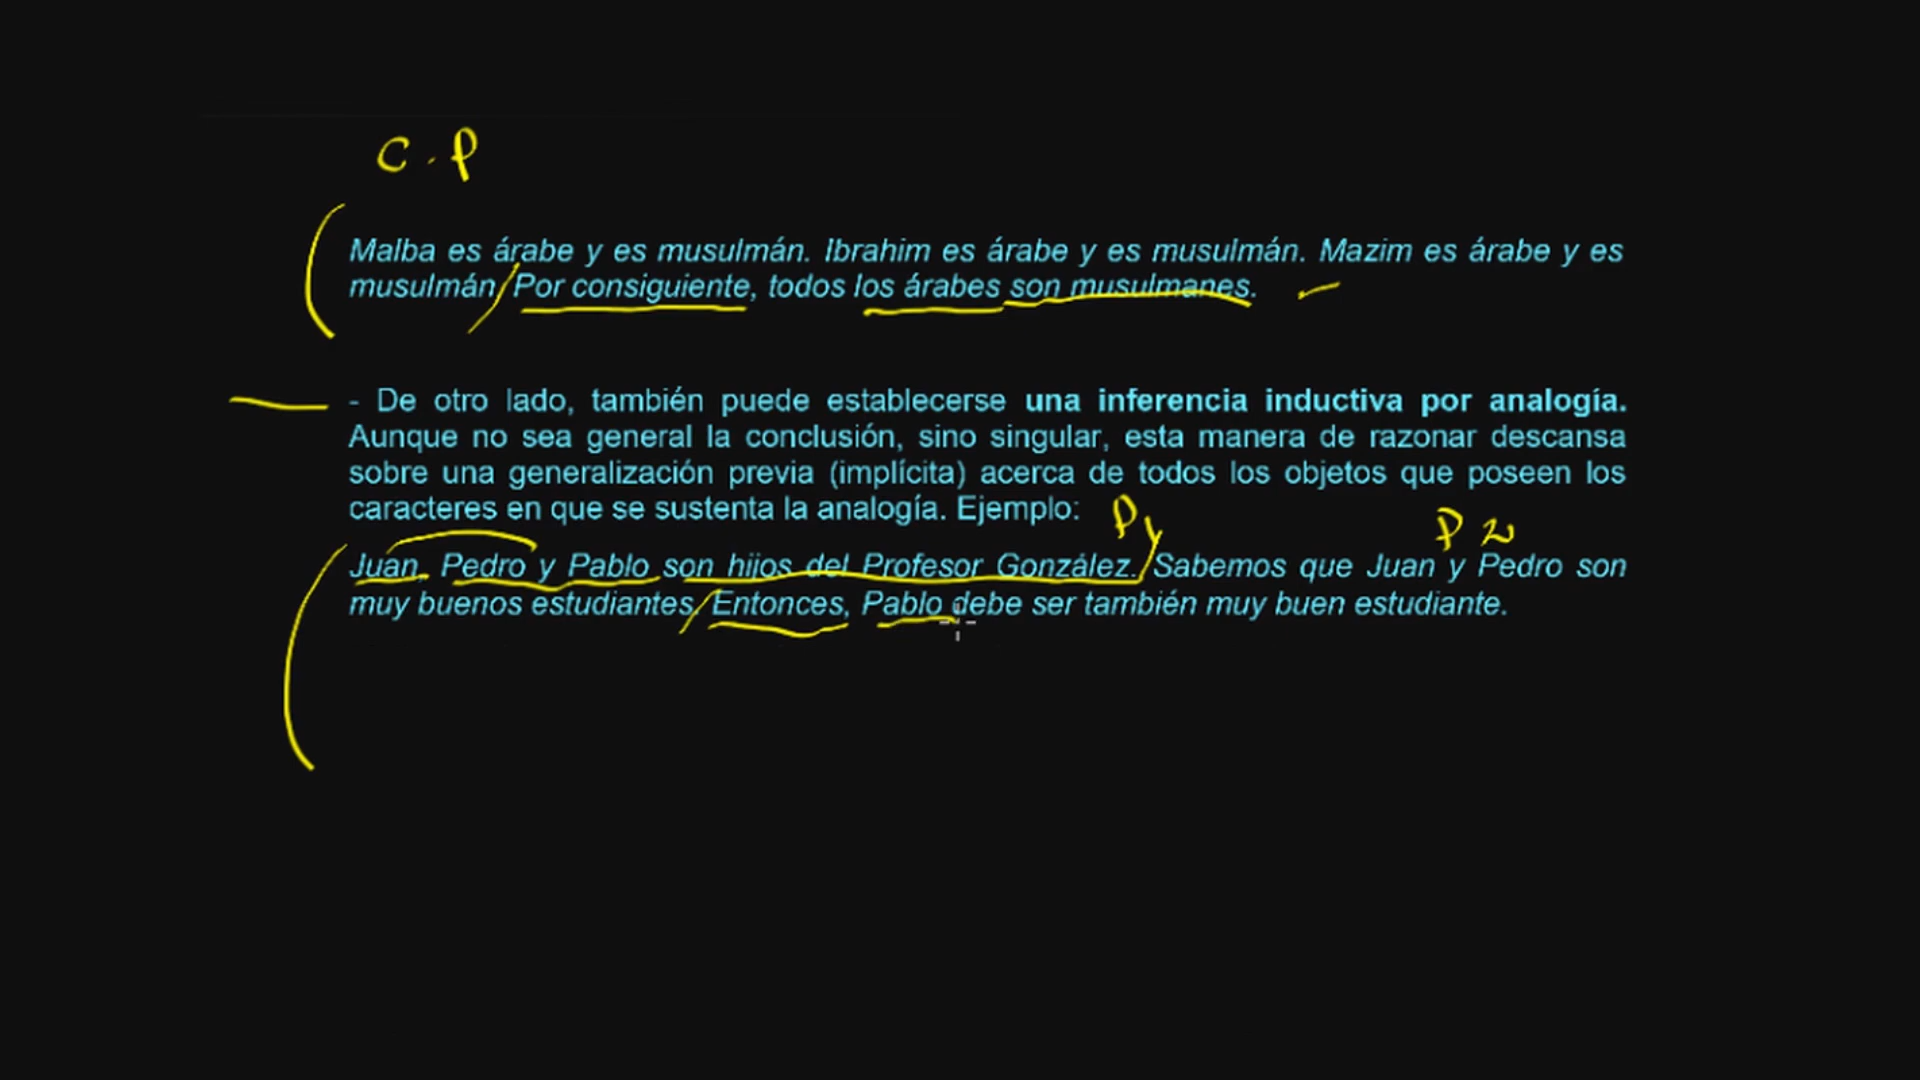 C.P
Malba es árabe y es musulmán. Ibrahim es árabe y es musulmán. Mazim es árabe y es
musulmán/ Por consiguiente, todos los árabes son musulmanes.
- De otro lado, también puede establecerse una inferencia inductiva por analogía.
Aunque no sea general la conclusión, sino singular, esta manera de razonar descansa
sobre una generalización previa (implícita) acerca de todos los objetos que poseen los
caracteres en que se sustenta la analogía. Ejemplo:
Juan, Pedro y Pablo son hijos del Profesor González. Sabemos que Juan y Pedro son
muy buenos estudiantes/ Entonces, Pablo debe ser también muy buen estudiante.